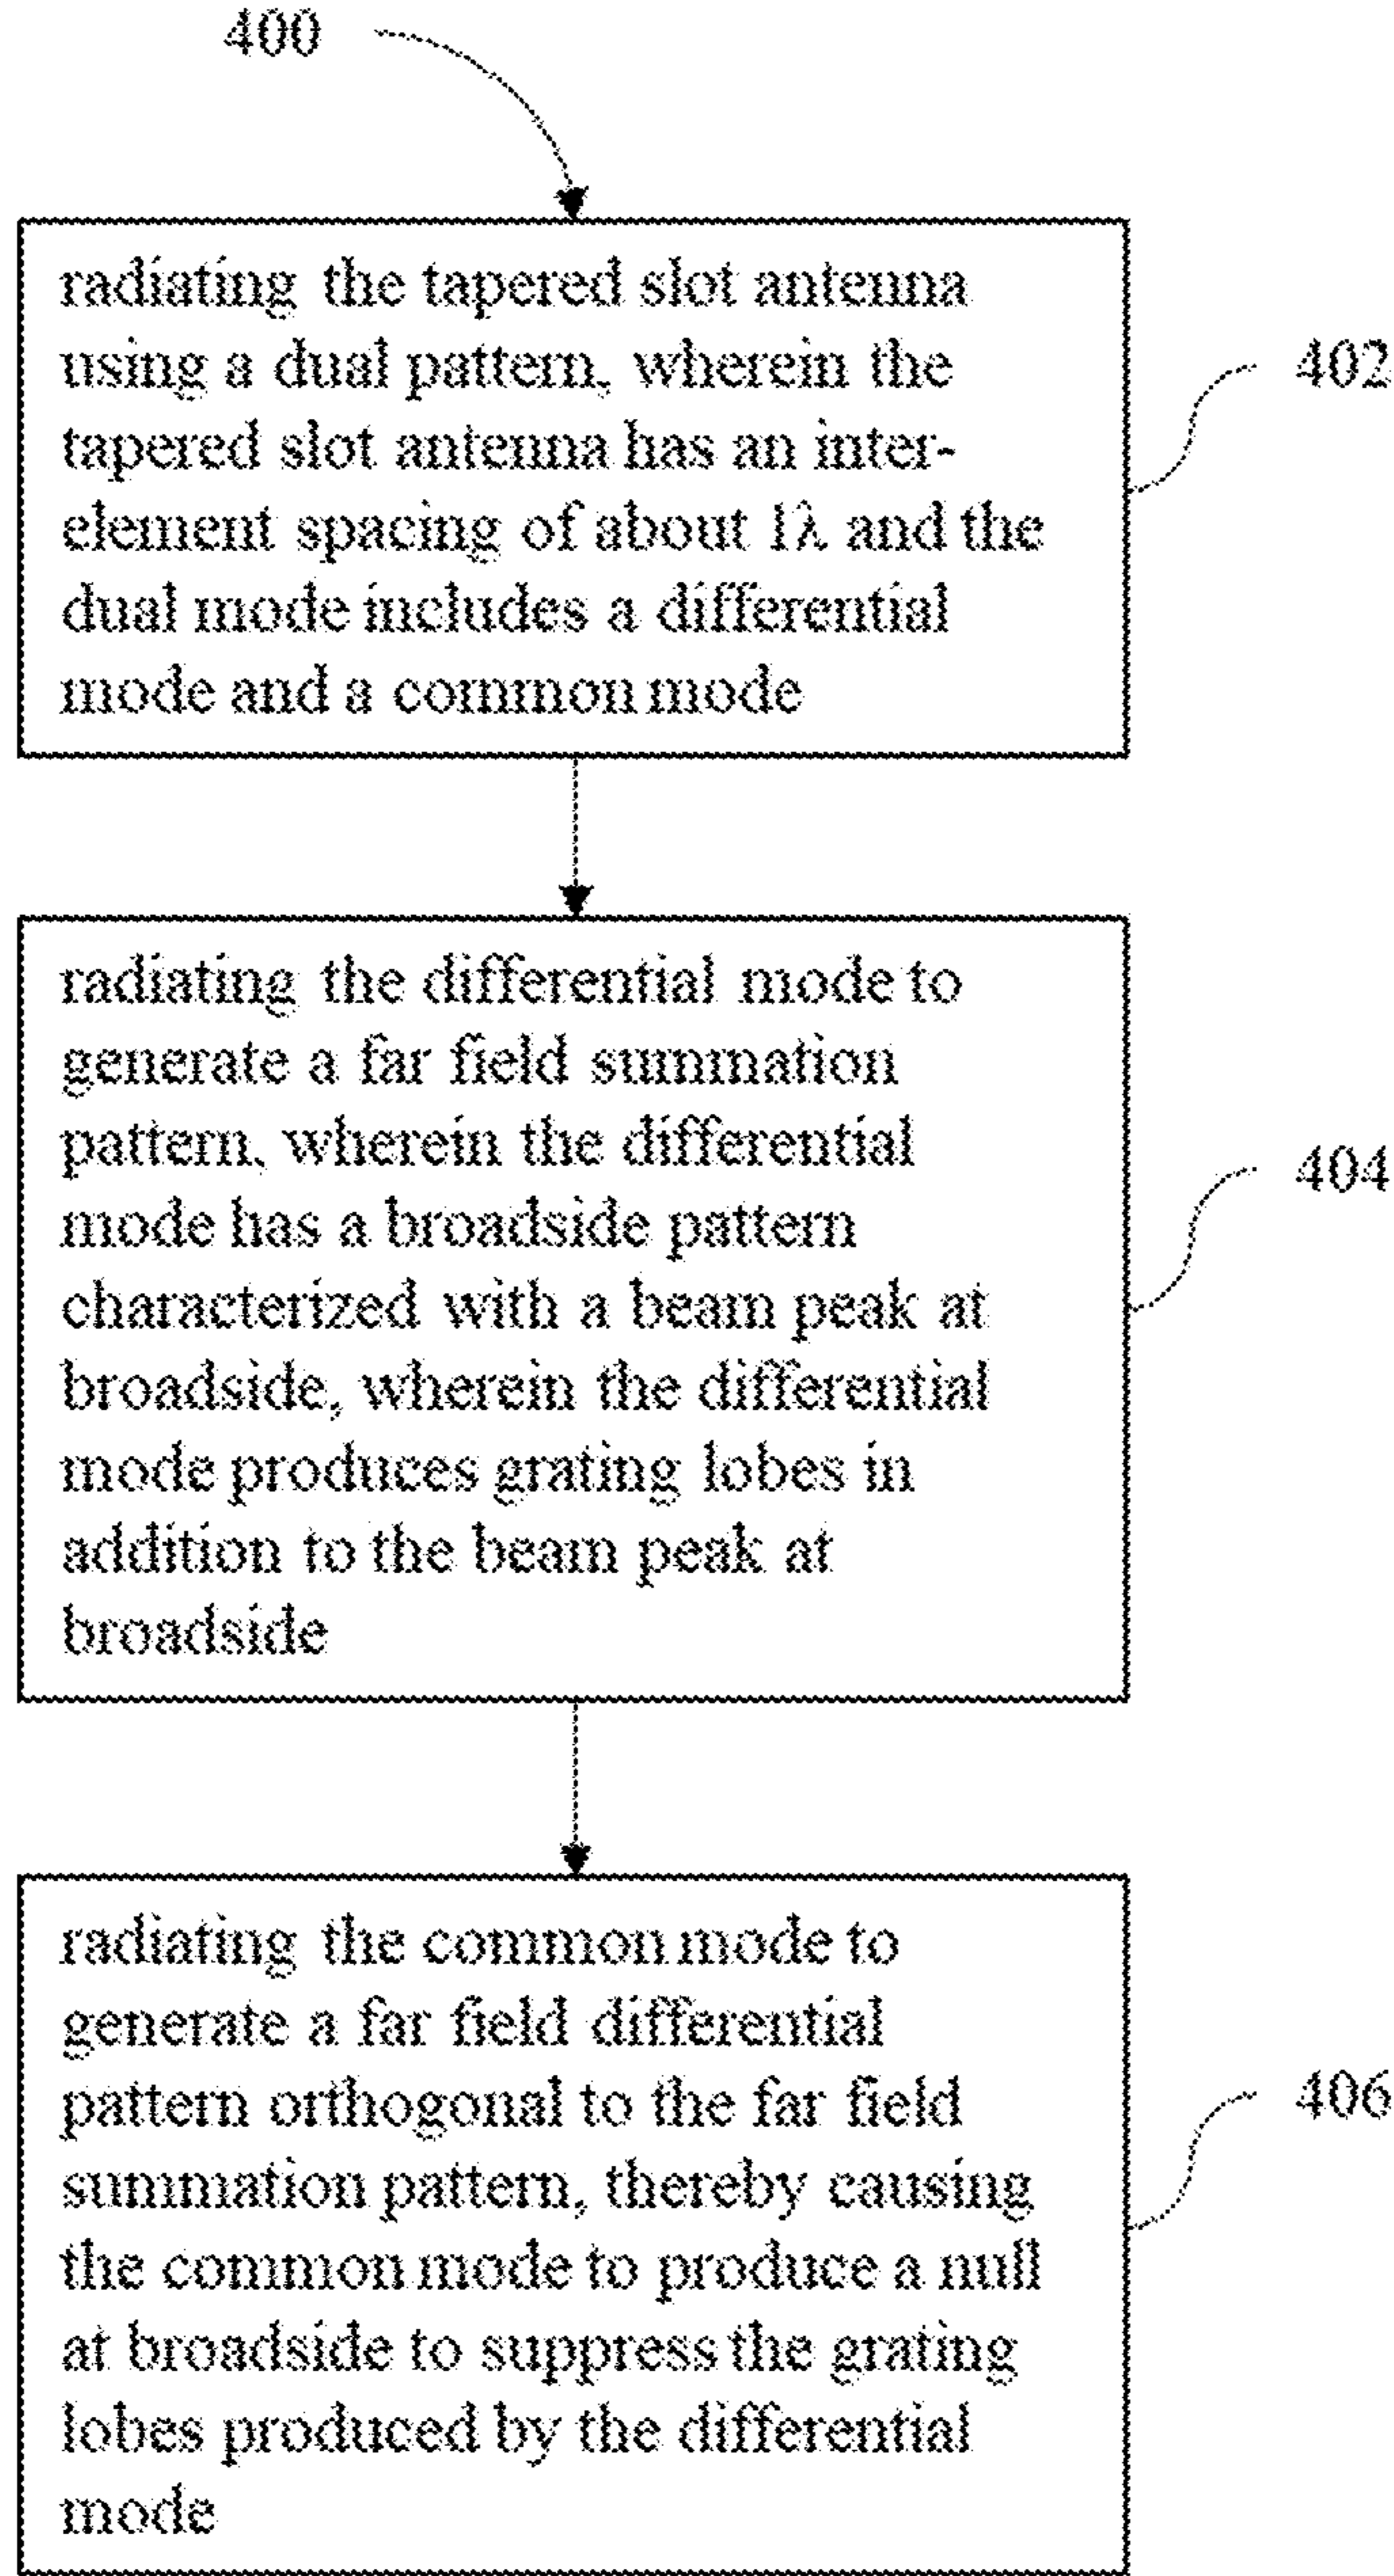 400
radiating the tapered slot antenna
using a dual pattern, wherein the
tapered slot antenna has an inter-
element spacing of about 1λ and the
dual mode includes a differential
mode and a common mode
402
radiating the differential mode to
generate a far field summation
pattern, wherein the differential
mode has a broadside pattern
characterized with a beam peak at
broadside, wherein the differential
mode produces grating lobes in
addition to the beam peak at
broadside
404
radiating the common mode to
generate a far field differential
pattern orthogonal to the far field
summation pattern, thereby causing
the common mode to produce a null
at broadside to suppress the grating
lobes produced by the differential
mode
406